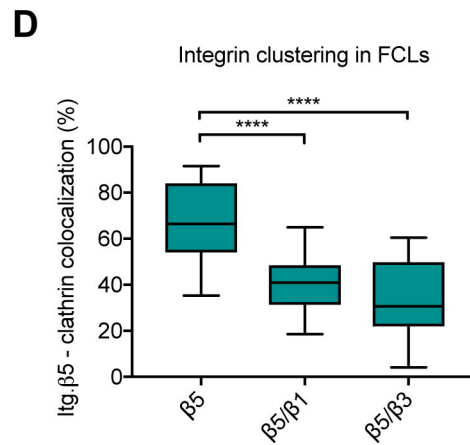 D
Integrin clustering in FCLs
****
****
Itg.β5 - clathrin colocalization (%)
100
80
60
40
20
0
β5
β5/β1
β5/β3